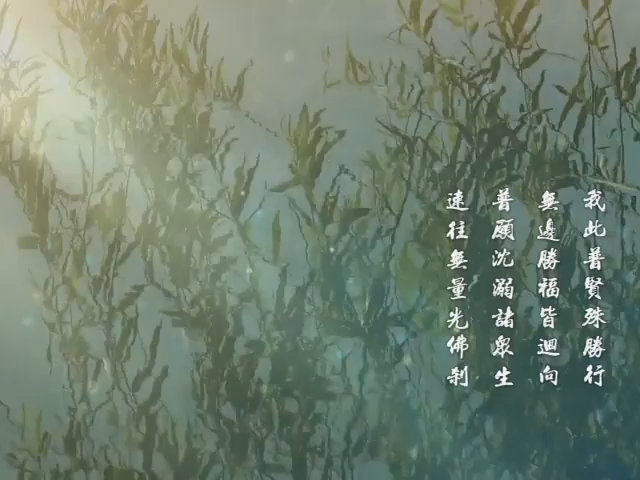 我此普賢殊勝行
無邊勝福皆迴向
普願沈溺諸眾生
速往無量光佛剎